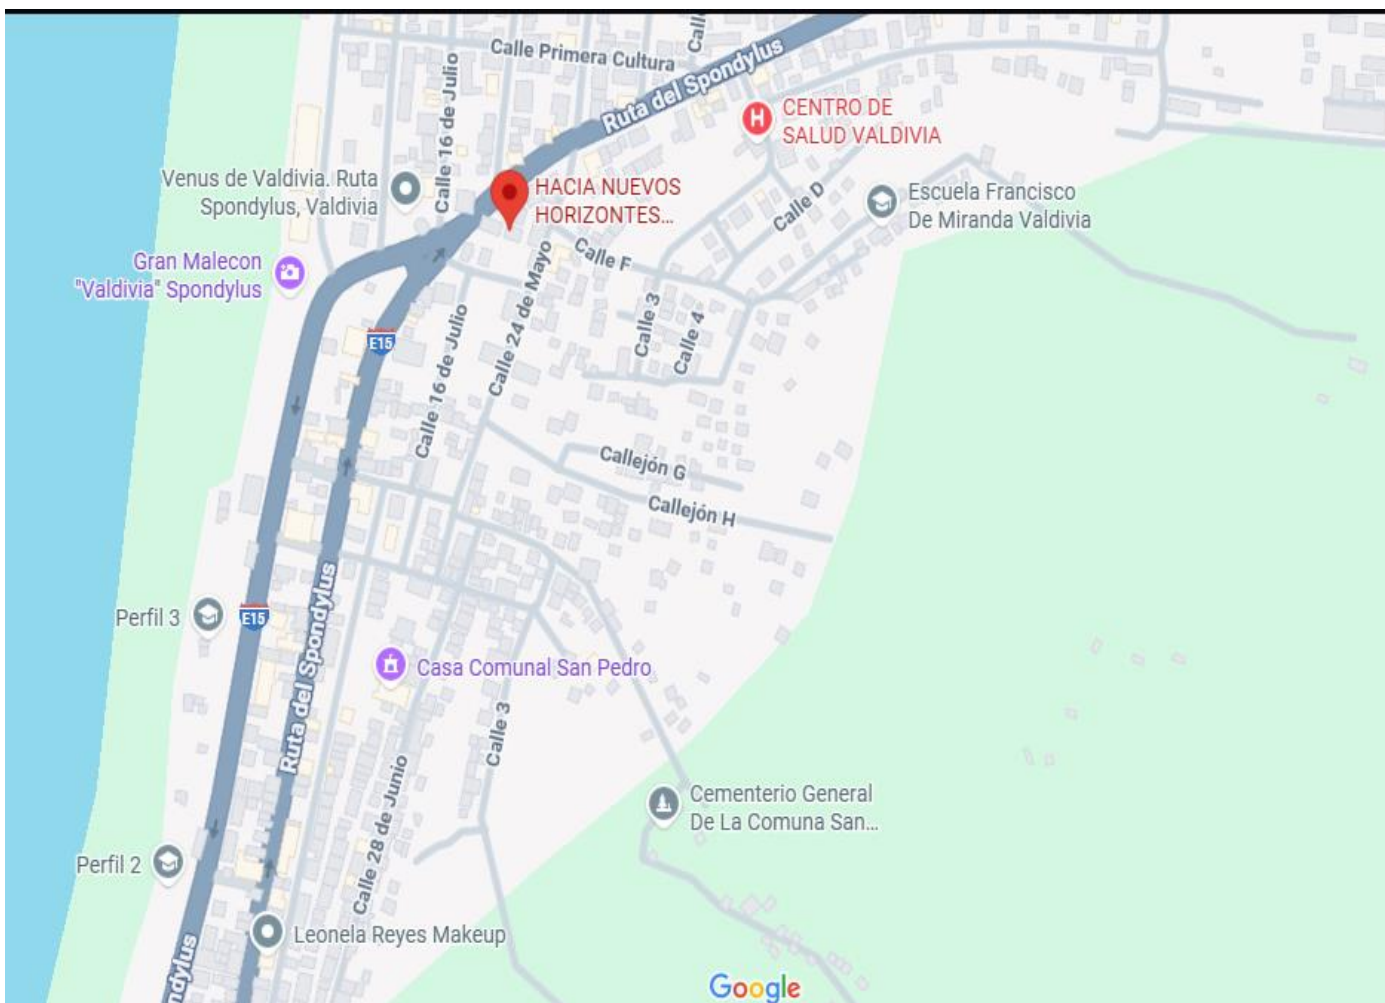 Calle
Calle Primera Cultura
Ruta del Spondylus
Calle 16 de Julio
CENTRO DE
SALUD VALDIVIA
Venus de Valdivia. Ruta
Spondylus, Valdivia
HACIA NUEVOS
HORIZONTES...
Calle D
Escuela Francisco
De Miranda Valdivia
Gran Malecon
"Valdivia" Spondylus
Calle F
Calle 24 de Mayo
Calle 3
Calle 4
E15
Calle 16 de Julio
Callejón G
Callejón H
Perfil 3
E15
Ruta del Spondylus
Casa Comunal San Pedro
Calle 3
Calle 28 de Junio
Cementerio General
De La Comuna San...
Perfil 2
Leonela Reyes Makeup
ndylus
Google